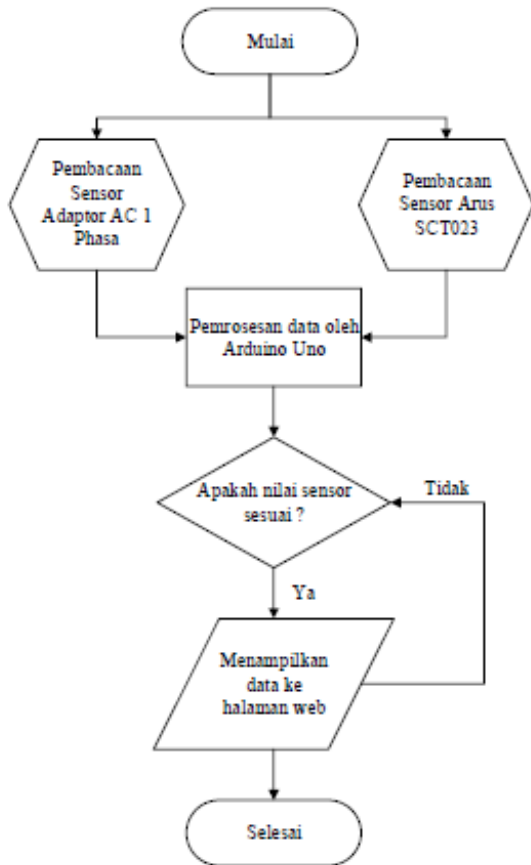 Mulai
Pembacaan
Sensor
Adaptor AC 1
Phasa
Pembacaan
Sensor Arus
SCT023
Pemrosesan data oleh
Arduino Uno
Apakah nilai sensor
sesuai ?
Tidak
Ya
Menampilkan
data ke
halaman web
Selesai